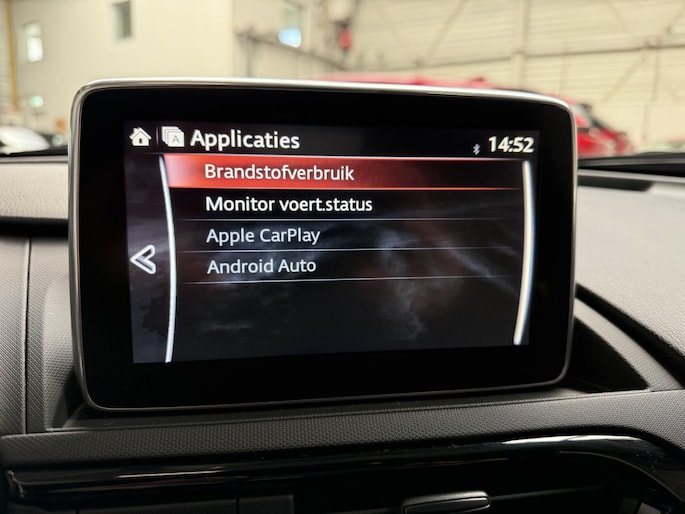 A Applicaties 14:52
Brandstofverbruik
Monitor voert.status
Apple CarPlay
Android Auto